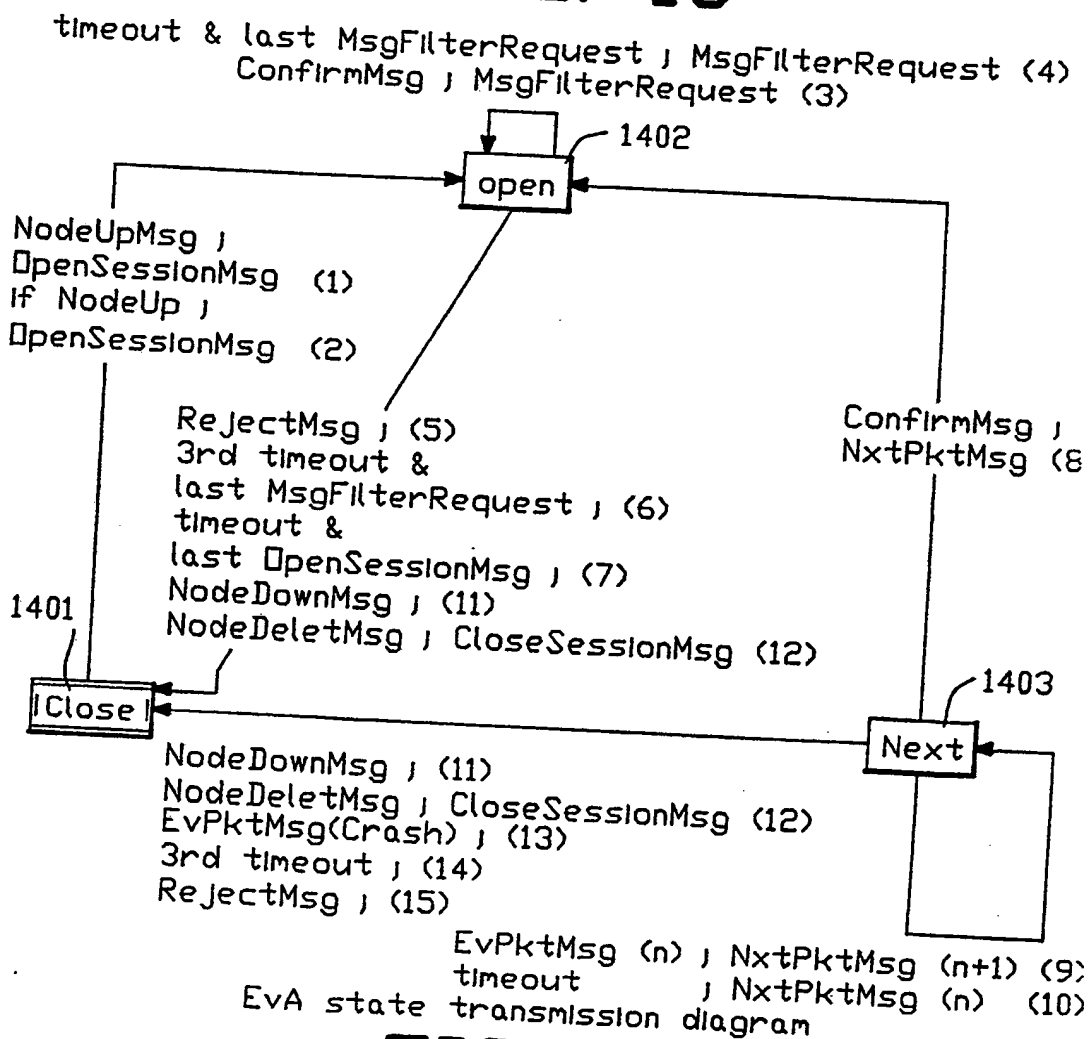 timeout & last MsgFilterRequest ; MsgFilterRequest (4)
ConfirmMsg ; MsgFilterRequest (3)
1402
open
NodeUpMsg ;
OpenSessionMsg (1)
if NodeUp ;
OpenSessionMsg (2)
ConfirmMsg ;
NxtPktMsg (8
RejectMsg ; (5)
3rd timeout &
last MsgFilterRequest ; (6)
timeout &
last OpenSessionMsg ; (7)
NodeDownMsg ; (11)
NodeDeletMsg ; CloseSessionMsg (12)
1401
Close
1403
Next
NodeDownMsg ; (11)
NodeDeletMsg ; CloseSessionMsg (12)
EvPktMsg(Crash) ; (13)
3rd timeout ; (14)
RejectMsg ; (15)
EvPktMsg (n) ; NxtPktMsg (n+1) (9)
timeout ; NxtPktMsg (n) (10)
EvA state transmission diagram